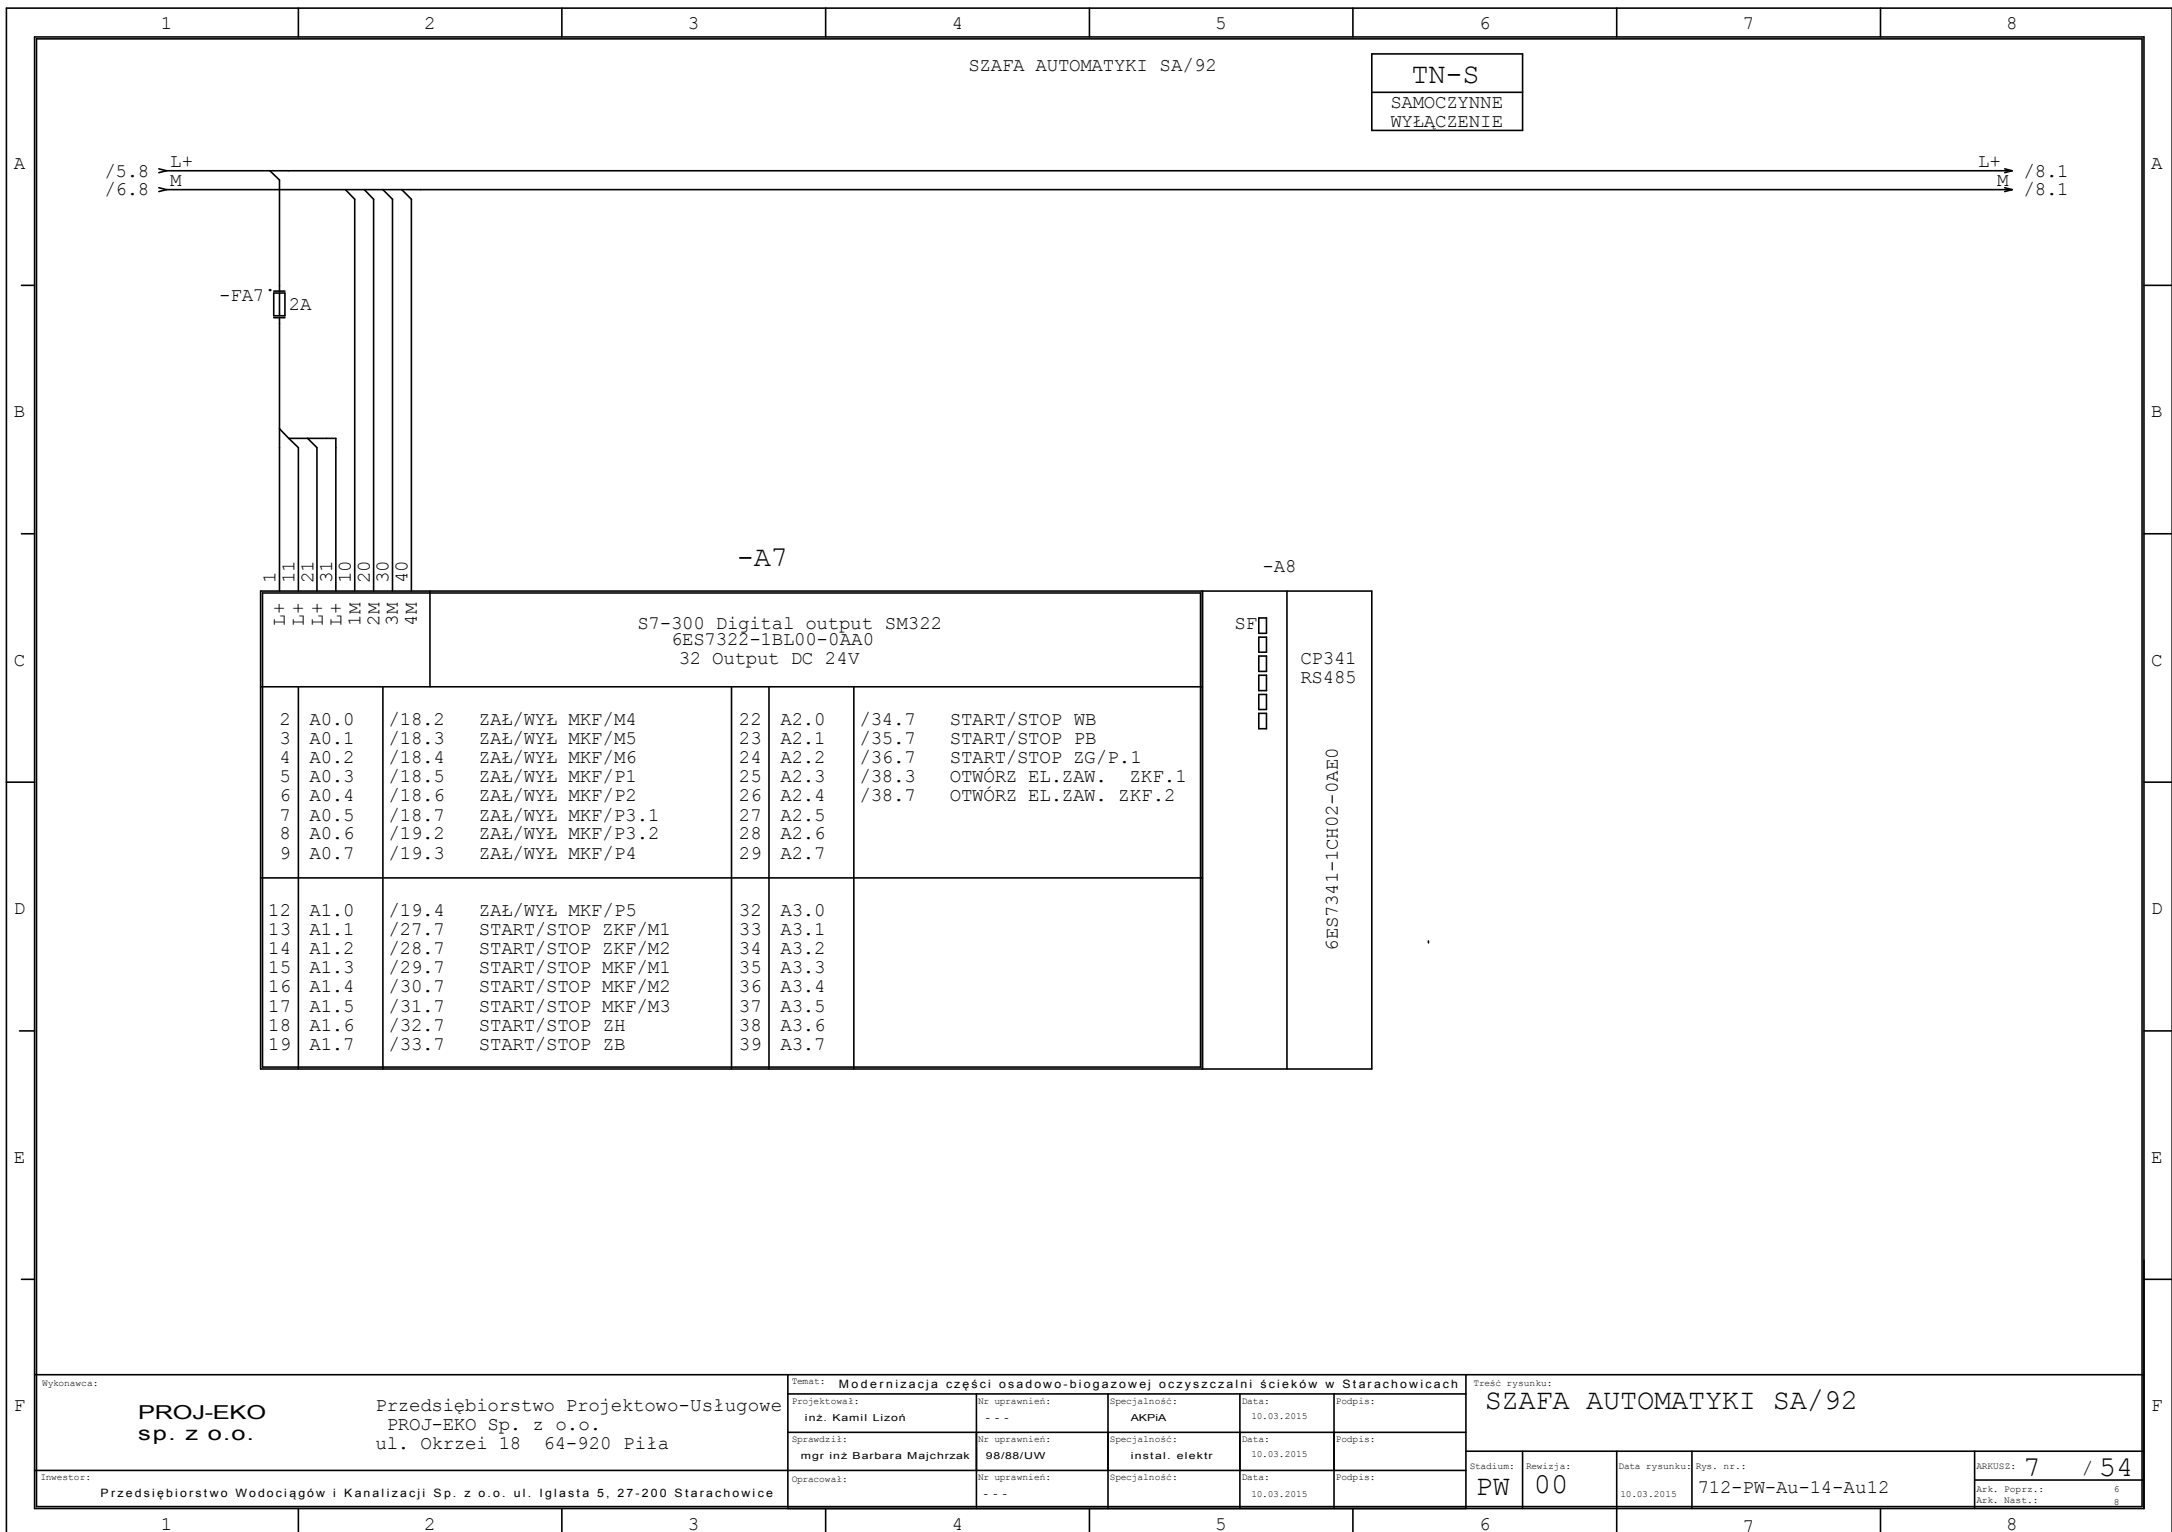 1 2 3 4 5 6 7 8
SZAFA AUTOMATYKI SA/92
TN-S
SAMOCZYNNE
WYŁĄCZENIE
A A
/5.8 L+ L+ /8.1
/6.8 M M /8.1
-FA7 2A
B B
-A7
-A8
1 11 21 31 10 20 30 40
L+ L+ L+ L+ 1M 2M 3M 4M
S7-300 Digital output SM322
6ES7322-1BL00-0AA0
32 Output DC 24V
SF
CP341
RS485
6ES7341-1CH02-0AE0
C C
2 A0.0 /18.2 ZAŁ/WYŁ MKF/M4 22 A2.0 /34.7 START/STOP WB
3 A0.1 /18.3 ZAŁ/WYŁ MKF/M5 23 A2.1 /35.7 START/STOP PB
4 A0.2 /18.4 ZAŁ/WYŁ MKF/M6 24 A2.2 /36.7 START/STOP ZG/P.1
5 A0.3 /18.5 ZAŁ/WYŁ MKF/P1 25 A2.3 /38.3 OTWÓRZ EL.ZAW. ZKF.1
6 A0.4 /18.6 ZAŁ/WYŁ MKF/P2 26 A2.4 /38.7 OTWÓRZ EL.ZAW. ZKF.2
7 A0.5 /18.7 ZAŁ/WYŁ MKF/P3.1 27 A2.5
8 A0.6 /19.2 ZAŁ/WYŁ MKF/P3.2 28 A2.6
9 A0.7 /19.3 ZAŁ/WYŁ MKF/P4 29 A2.7
D D
12 A1.0 /19.4 ZAŁ/WYŁ MKF/P5 32 A3.0
13 A1.1 /27.7 START/STOP ZKF/M1 33 A3.1
14 A1.2 /28.7 START/STOP ZKF/M2 34 A3.2
15 A1.3 /29.7 START/STOP MKF/M1 35 A3.3
16 A1.4 /30.7 START/STOP MKF/M2 36 A3.4
17 A1.5 /31.7 START/STOP MKF/M3 37 A3.5
18 A1.6 /32.7 START/STOP ZH 38 A3.6
19 A1.7 /33.7 START/STOP ZB 39 A3.7
E E
F F
Wykonawca:
PROJ-EKO
sp. z o.o.
Przedsiębiorstwo Projektowo-Usługowe
PROJ-EKO Sp. z o.o.
ul. Okrzei 18 64-920 Piła
Inwestor:
Przedsiębiorstwo Wodociągów i Kanalizacji Sp. z o.o. ul. Iglasta 5, 27-200 Starachowice
Temat: Modernizacja części osadowo-biogazowej oczyszczalni ścieków w Starachowicach
Projektował: Nr uprawnień: Specjalność: Data: Podpis:
inż. Kamil Lizoń - - - AKPiA 10.03.2015
Sprawdził: Nr uprawnień: Specjalność: Data: Podpis:
mgr inż Barbara Majchrzak 98/88/UW instal. elektr 10.03.2015
Opracował: Nr uprawnień: Specjalność: Data: Podpis:
- - - 10.03.2015
Treść rysunku:
SZAFA AUTOMATYKI SA/92
Stadium: Rewizja: Data rysunku: Rys. nr.: ARKUSZ: 7 / 54
PW 00 10.03.2015 712-PW-Au-14-Au12
Ark. Poprz.: 6
Ark. Nast.: 8
1 2 3 4 5 6 7 8